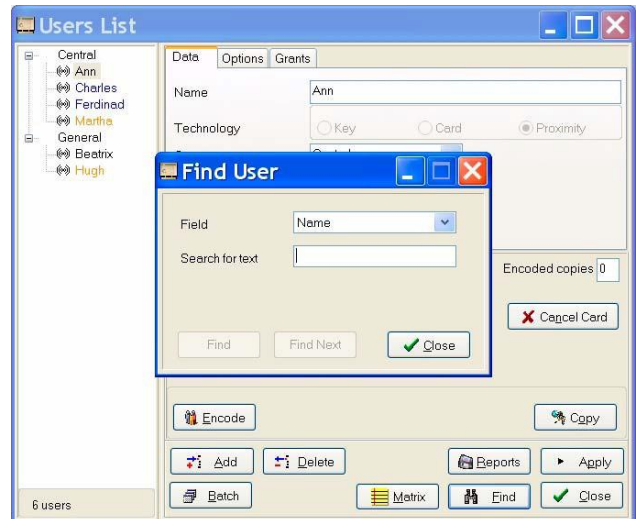 Users List
Central
Ann
Charles
Ferdinad
Martha
General
Beatrix
Hugh
6 users
Data Options Grants
Name Ann
Technology Key Card Proximity
Find User
Field Name
Search for text
Find Find Next Close
Encoded copies 0
Cancel Card
Encode Copy
Add Delete Reports Apply
Batch Matrix Find Close